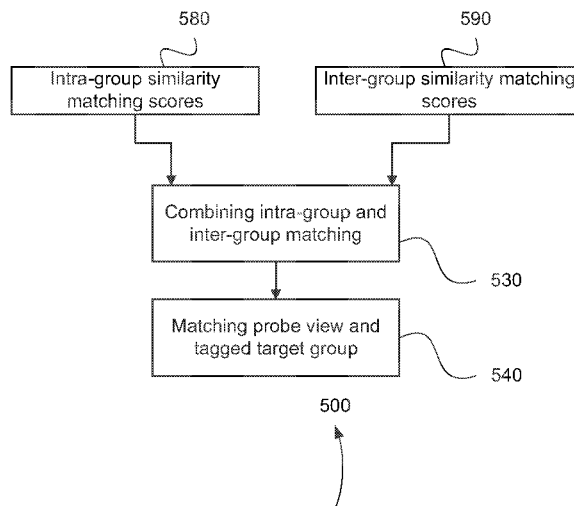 580
590
Intra-group similarity
matching scores
Inter-group similarity matching
scores
Combining intra-group and
inter-group matching
530
Matching probe view and
tagged target group
540
500